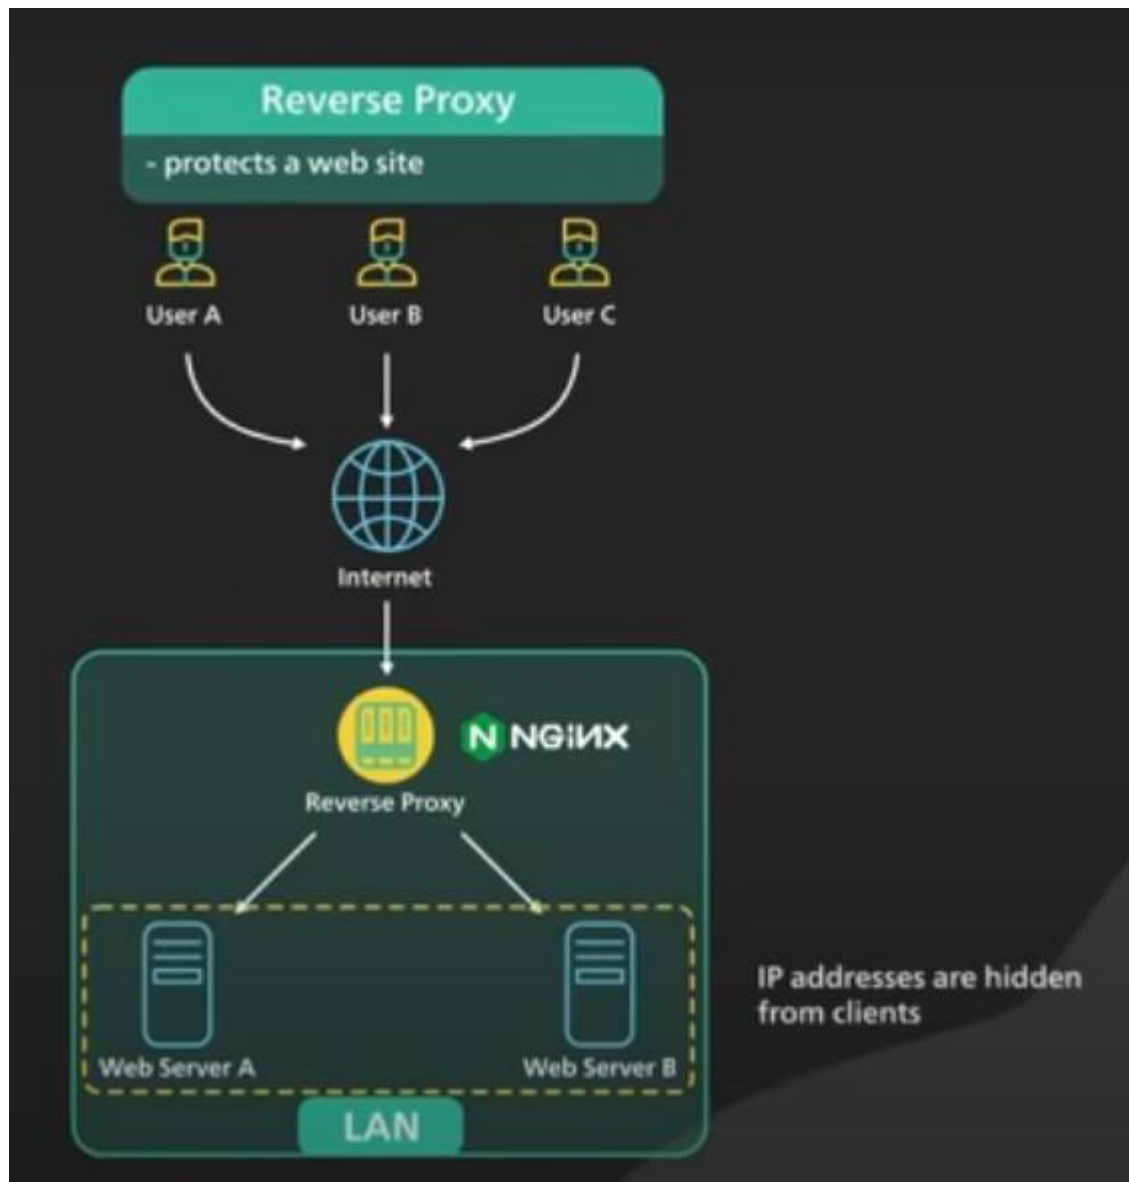 Reverse Proxy
- protects a web site
User A
User B
User C
Internet
N NGiNX
Reverse Proxy
Web Server A
Web Server B
IP addresses are hidden
from clients
LAN